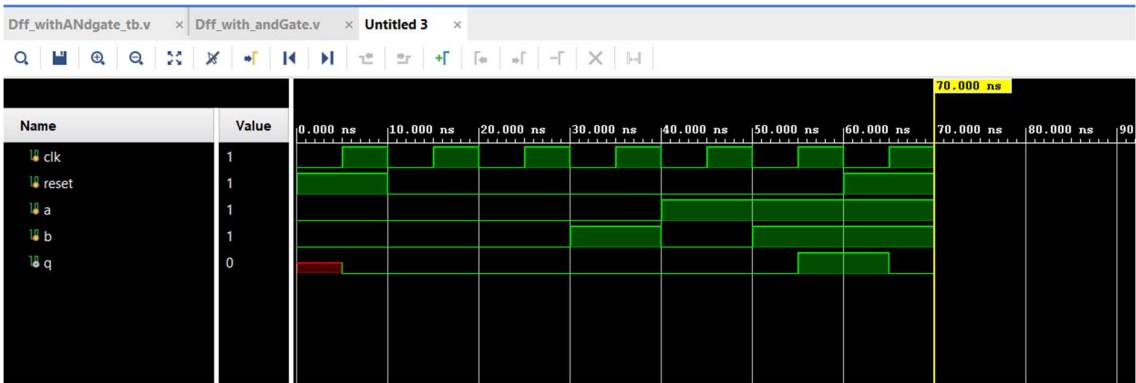 Dff_withANdgate_tb.v × Dff_with_andGate.v × Untitled 3 ×
70.000 ns
Name Value 0.000 ns 10.000 ns 20.000 ns 30.000 ns 40.000 ns 50.000 ns 60.000 ns 70.000 ns 80.000 ns 90
clk 1
reset 1
a 1
b 1
q 0